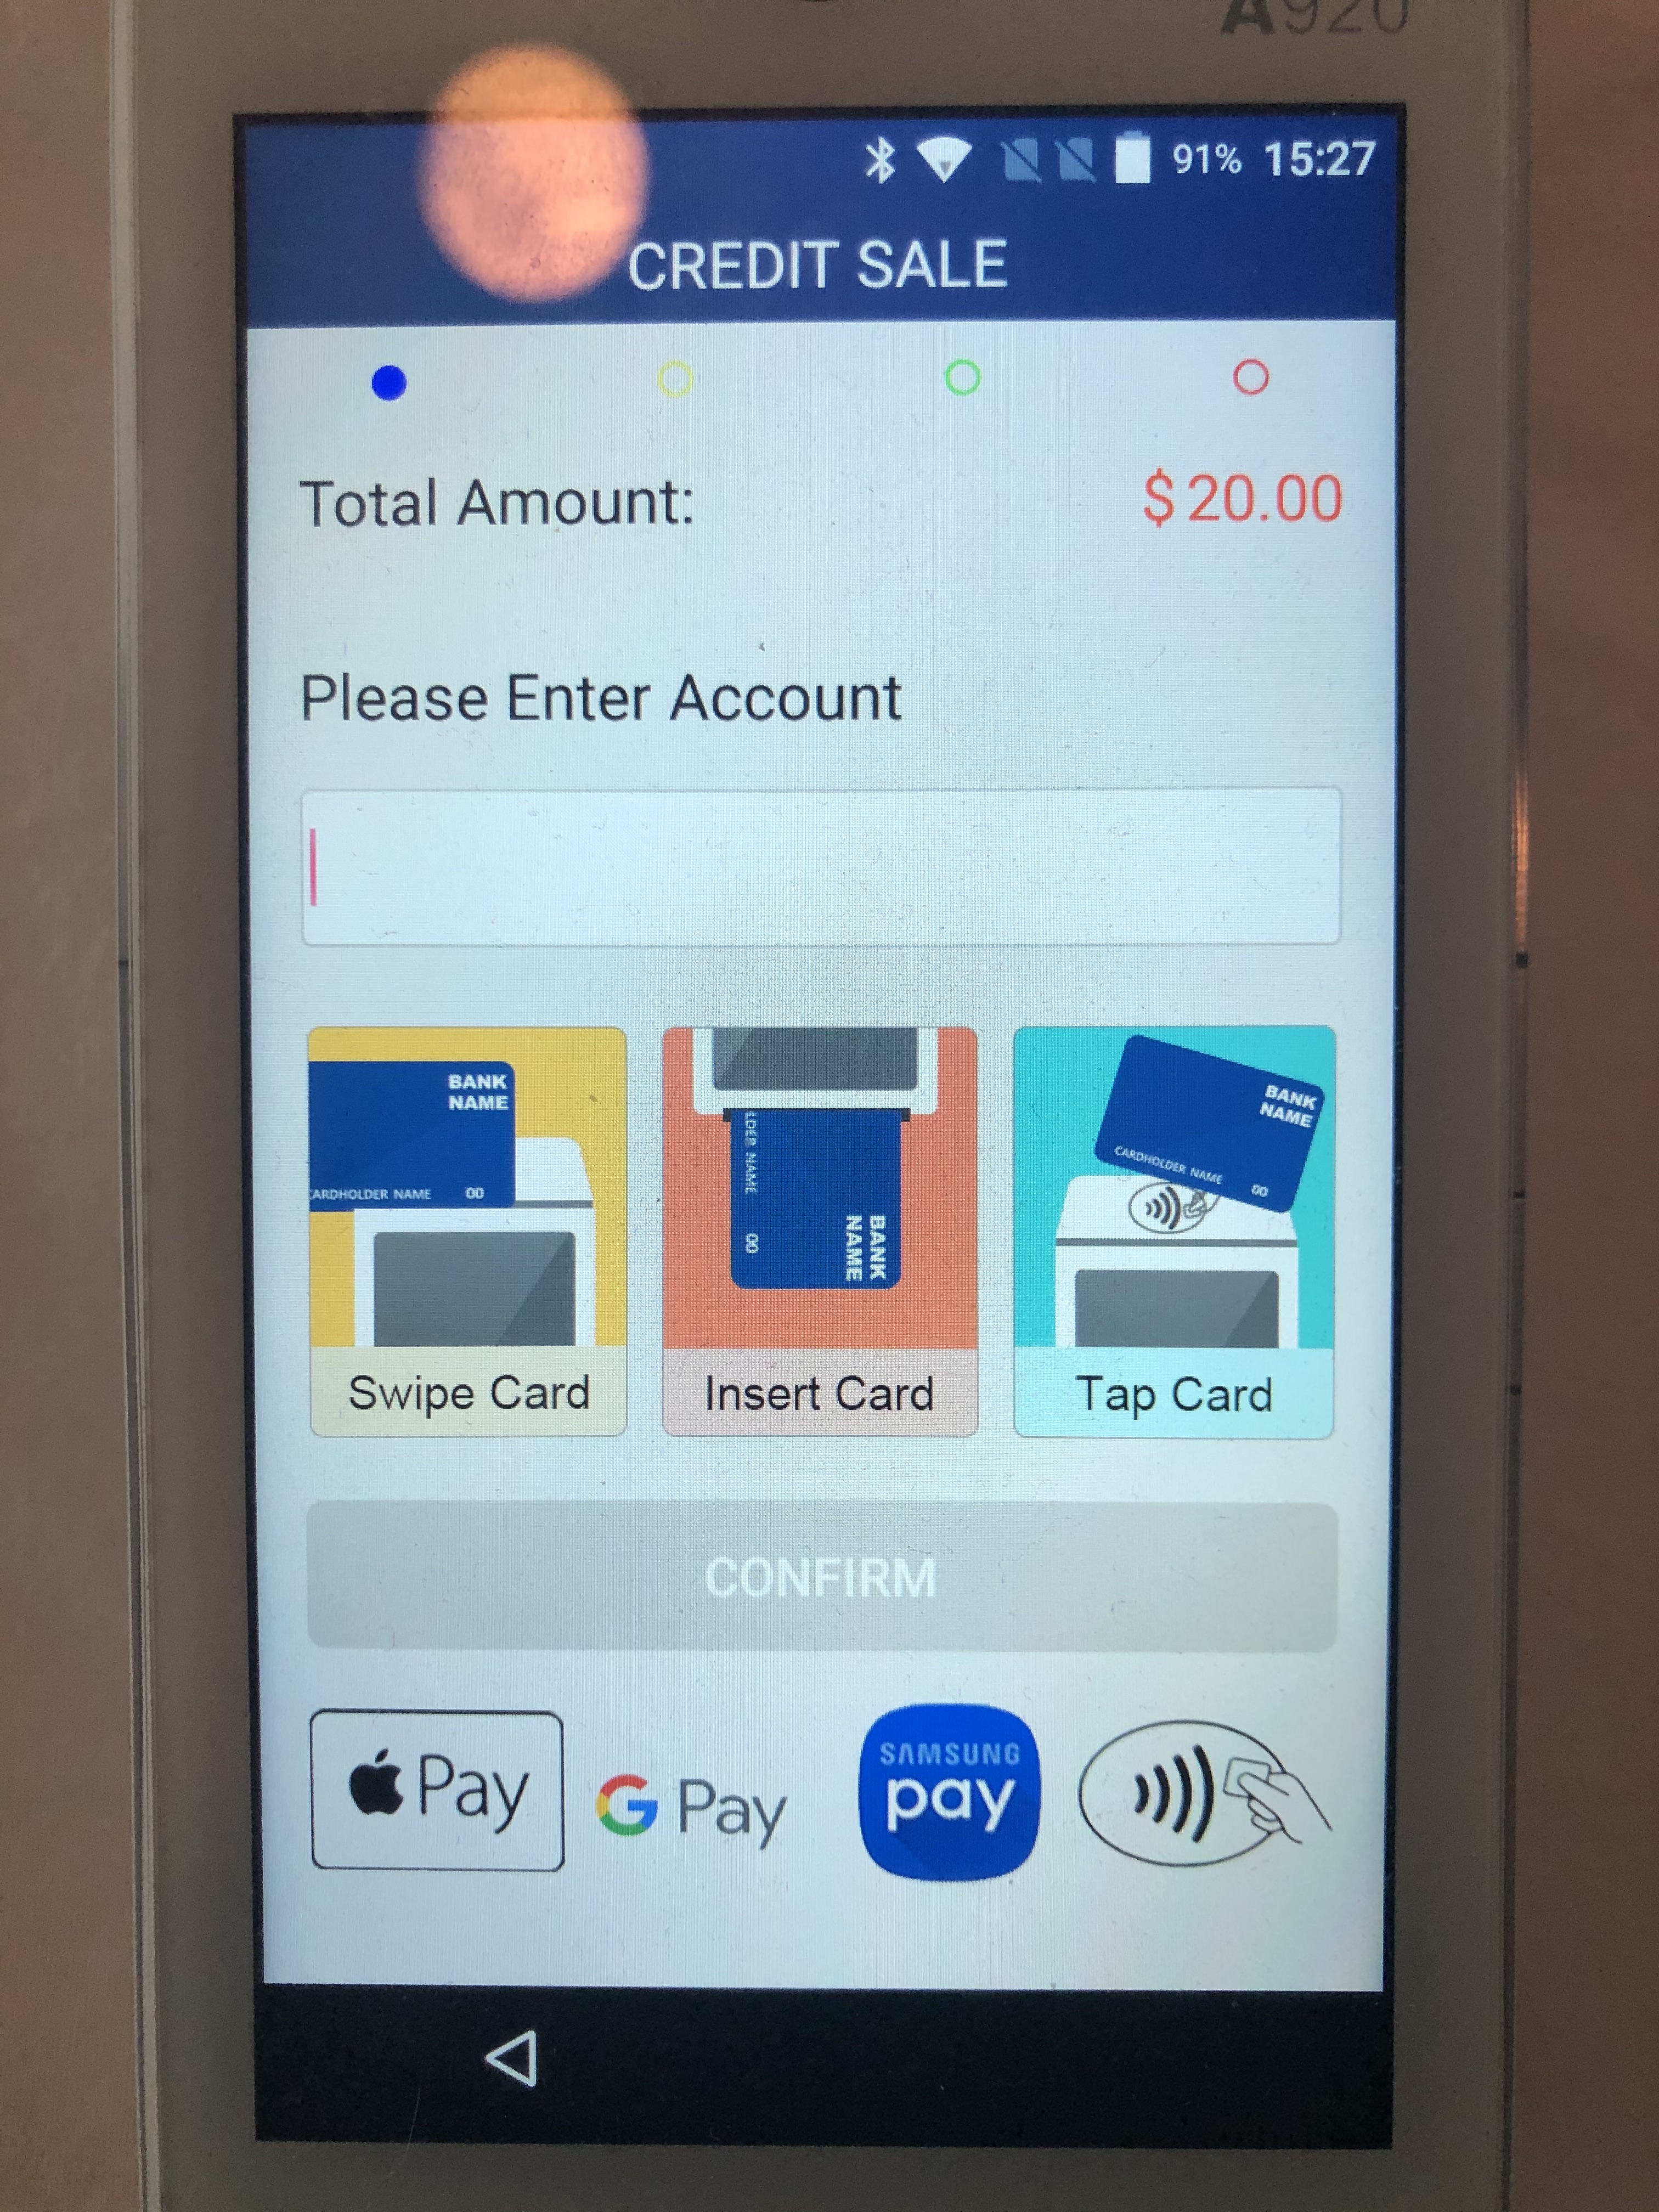 A920
91% 15:27
CREDIT SALE
Total Amount: $ 20.00
Please Enter Account
BANK
NAME
CARDHOLDER NAME 00
Swipe Card
LDER NAME 00
BANK
NAME
Insert Card
BANK
NAME
CARDHOLDER NAME 00
Tap Card
CONFIRM
Pay
G Pay
SAMSUNG
pay